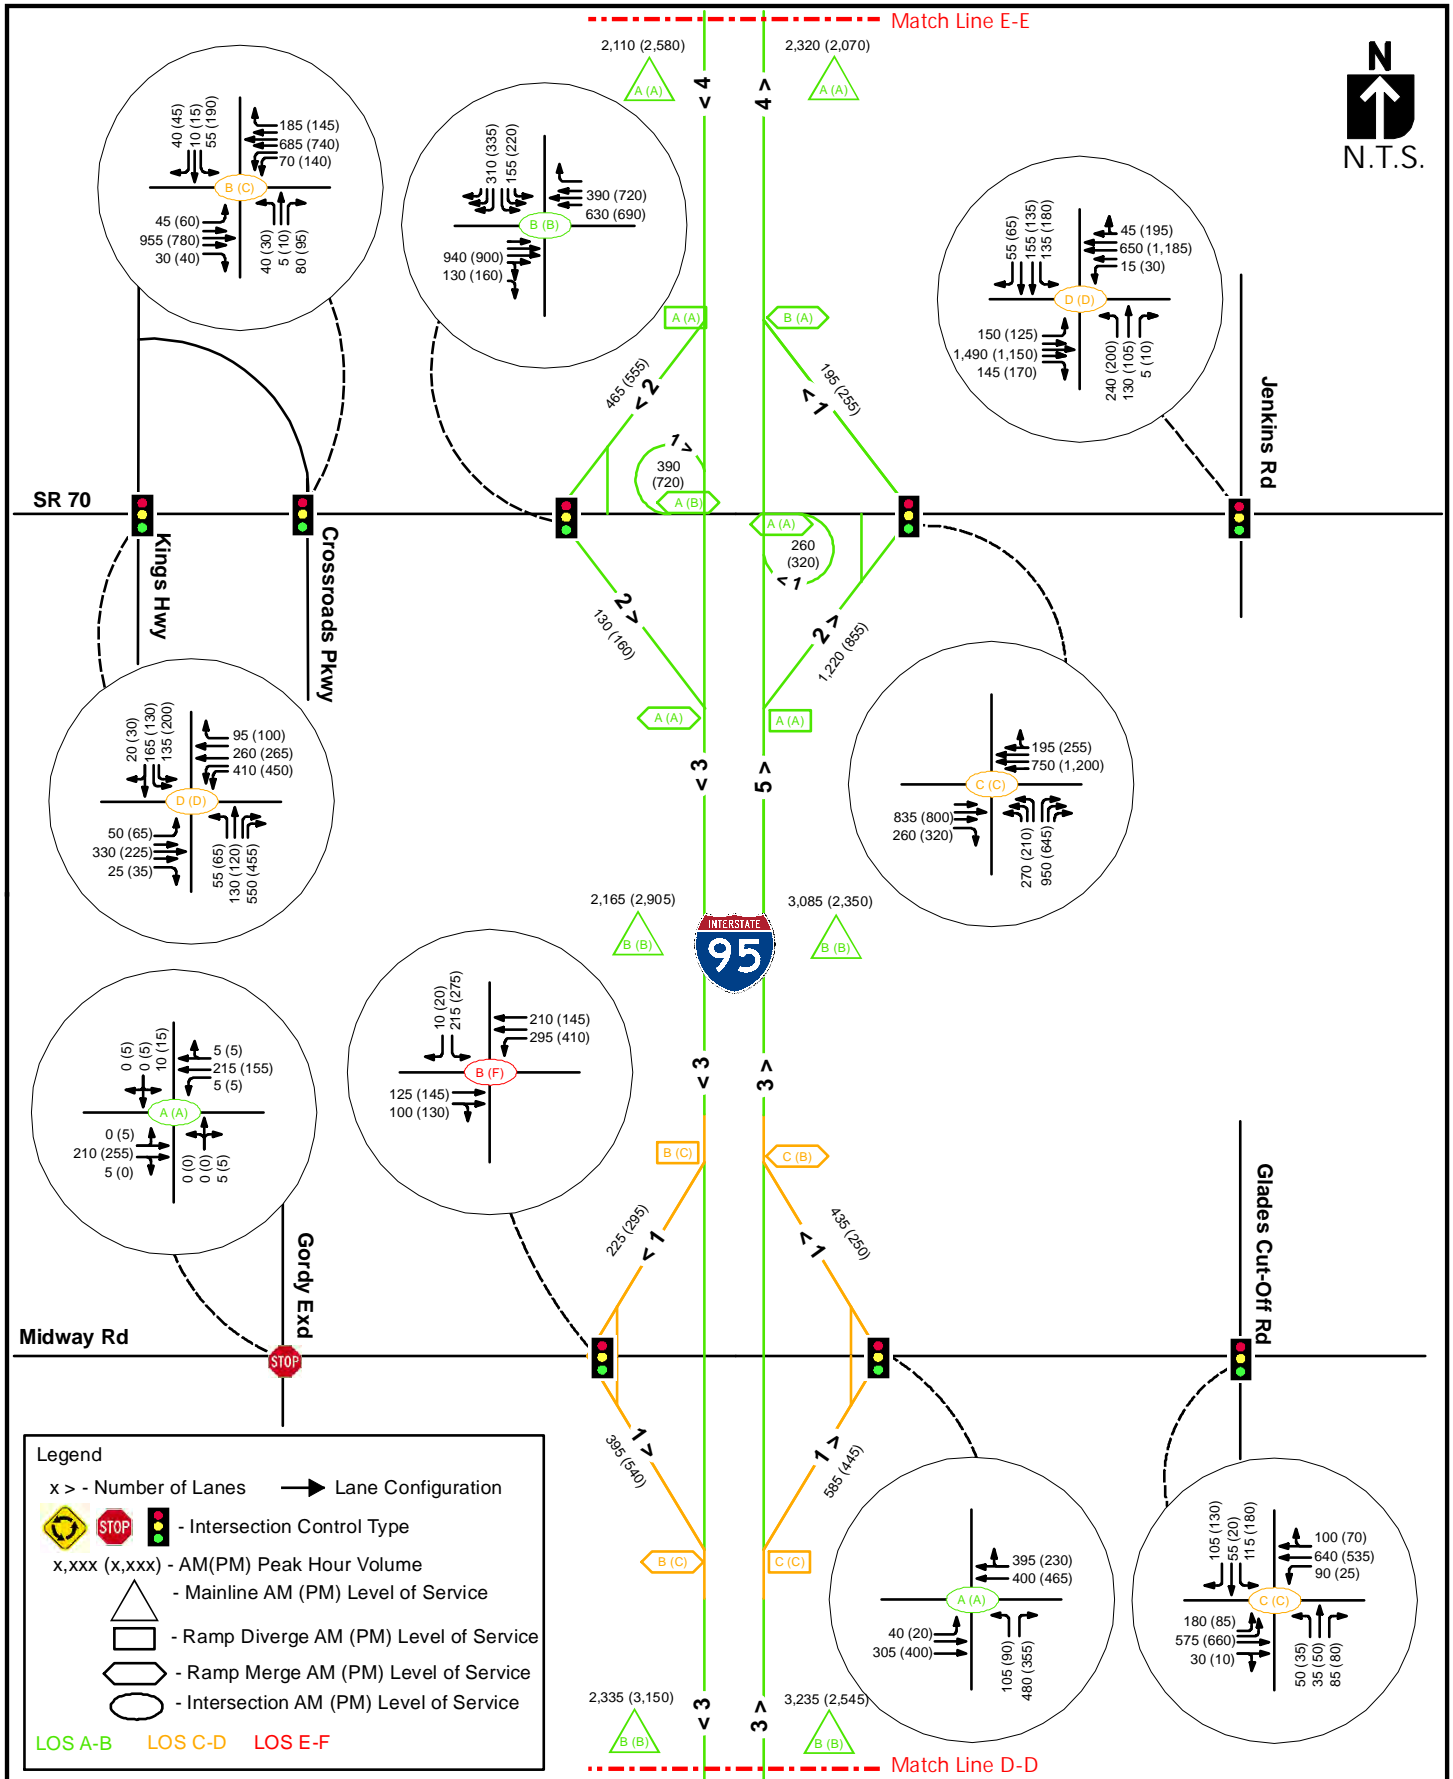 Match Line E-E
2,110 (2,580)
A (A)
< 4
4 >
2,320 (2,070)
A (A)
N
N.T.S.
40 (45)
10 (15)
55 (190)
185 (145)
685 (740)
70 (140)
B (C)
45 (60)
955 (780)
30 (40)
40 (30)
5 (10)
80 (95)
310 (335)
155 (220)
390 (720)
630 (690)
B (B)
940 (900)
130 (160)
55 (65)
155 (135)
135 (180)
45 (195)
650 (1,185)
15 (30)
D (D)
150 (125)
1,490 (1,150)
145 (170)
240 (200)
130 (105)
5 (10)
A (A)
B (A)
465 (555)
< 2
195 (255)
< 1
1 >
390
(720)
A (B)
A (A)
260
(320)
< 1
Jenkins Rd
SR 70
Kings Hwy
Crossroads Pkwy
2 >
130 (160)
2 >
1,220 (855)
A (A)
A (A)
< 3
5 >
20 (30)
165 (130)
135 (200)
95 (100)
260 (265)
410 (450)
D (D)
50 (65)
330 (225)
25 (35)
55 (65)
130 (120)
550 (455)
195 (255)
750 (1,200)
C (C)
835 (800)
260 (320)
270 (210)
950 (645)
2,165 (2,905)
B (B)
INTERSTATE
95
3,085 (2,350)
B (B)
0 (5)
0 (5)
10 (15)
5 (5)
215 (155)
5 (5)
A (A)
0 (5)
210 (255)
5 (0)
0 (0)
0 (0)
5 (5)
10 (20)
215 (275)
210 (145)
295 (410)
B (F)
125 (145)
100 (130)
< 3
3 >
B (C)
C (B)
225 (295)
< 1
435 (250)
< 1
Gordy Exd
Glades Cut-Off Rd
Midway Rd
STOP
1 >
395 (540)
1 >
585 (445)
B (C)
C (C)
395 (230)
400 (465)
A (A)
40 (20)
305 (400)
105 (90)
480 (355)
105 (130)
55 (20)
115 (180)
100 (70)
640 (535)
90 (25)
C (C)
180 (85)
575 (660)
30 (10)
50 (35)
35 (50)
85 (80)
2,335 (3,150)
B (B)
< 3
3 >
3,235 (2,545)
B (B)
Match Line D-D
Legend
x > - Number of Lanes
Lane Configuration
STOP
- Intersection Control Type
x,xxx (x,xxx) - AM(PM) Peak Hour Volume
- Mainline AM (PM) Level of Service
- Ramp Diverge AM (PM) Level of Service
- Ramp Merge AM (PM) Level of Service
- Intersection AM (PM) Level of Service
LOS A-B LOS C-D LOS E-F